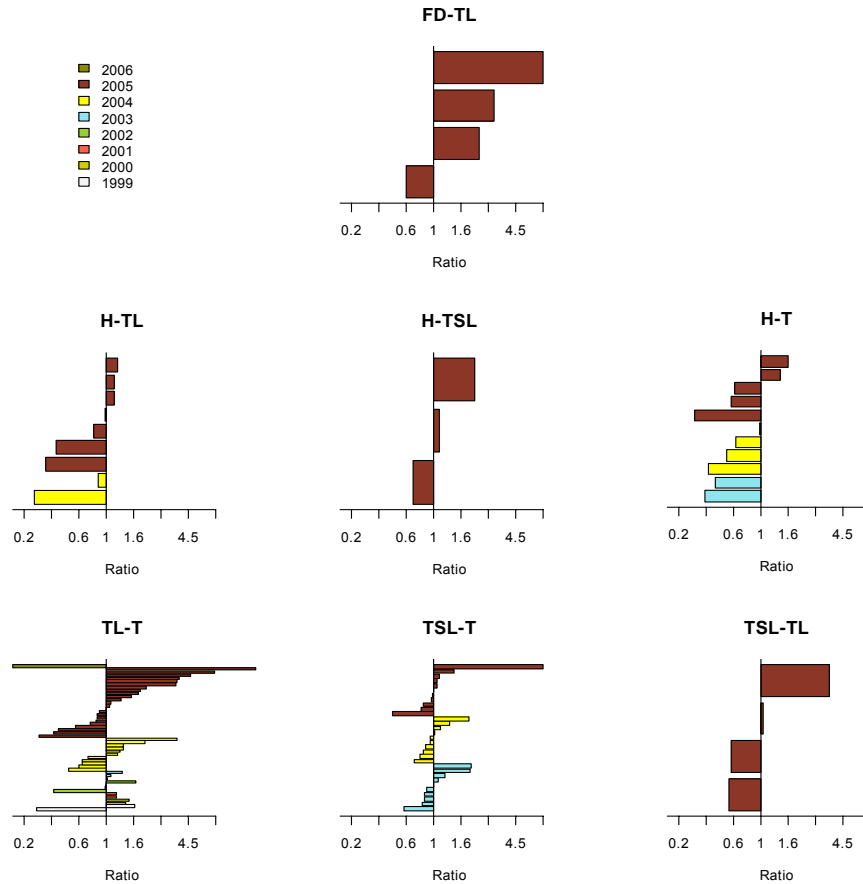 FD-TL
2006
2005
2004
2003
2002
2001
2000
1999
0.2 0.6 1 1.6 4.5
Ratio
H-TL H-TSL H-T
0.2 0.6 1 1.6 4.5 0.2 0.6 1 1.6 4.5 0.2 0.6 1 1.6 4.5
Ratio Ratio Ratio
TL-T TSL-T TSL-TL
0.2 0.6 1 1.6 4.5 0.2 0.6 1 1.6 4.5 0.2 0.6 1 1.6 4.5
Ratio Ratio Ratio